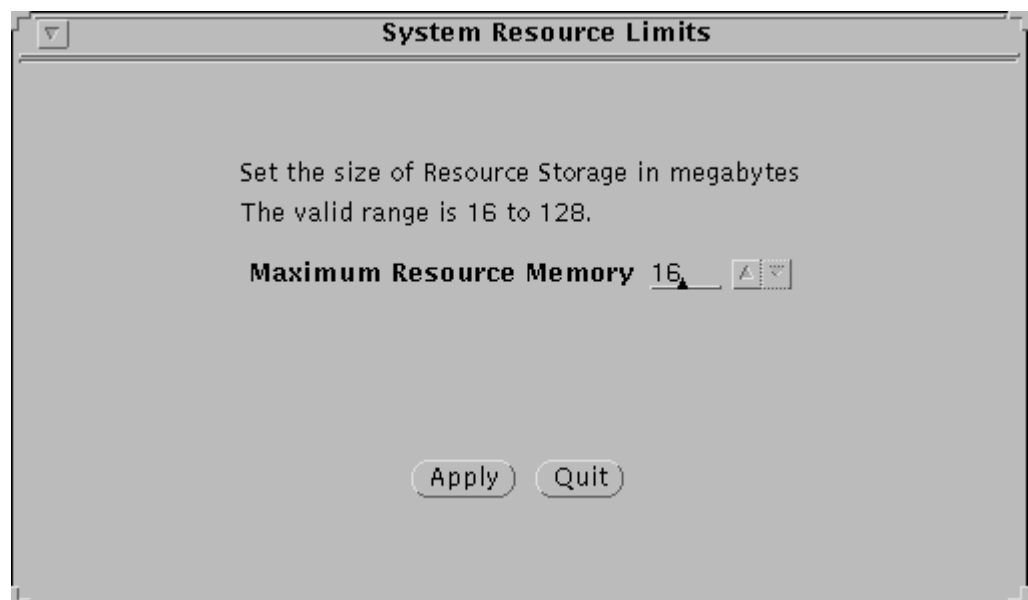 System Resource Limits
Set the size of Resource Storage in megabytes
The valid range is 16 to 128.
Maximum Resource Memory 16
Apply Quit